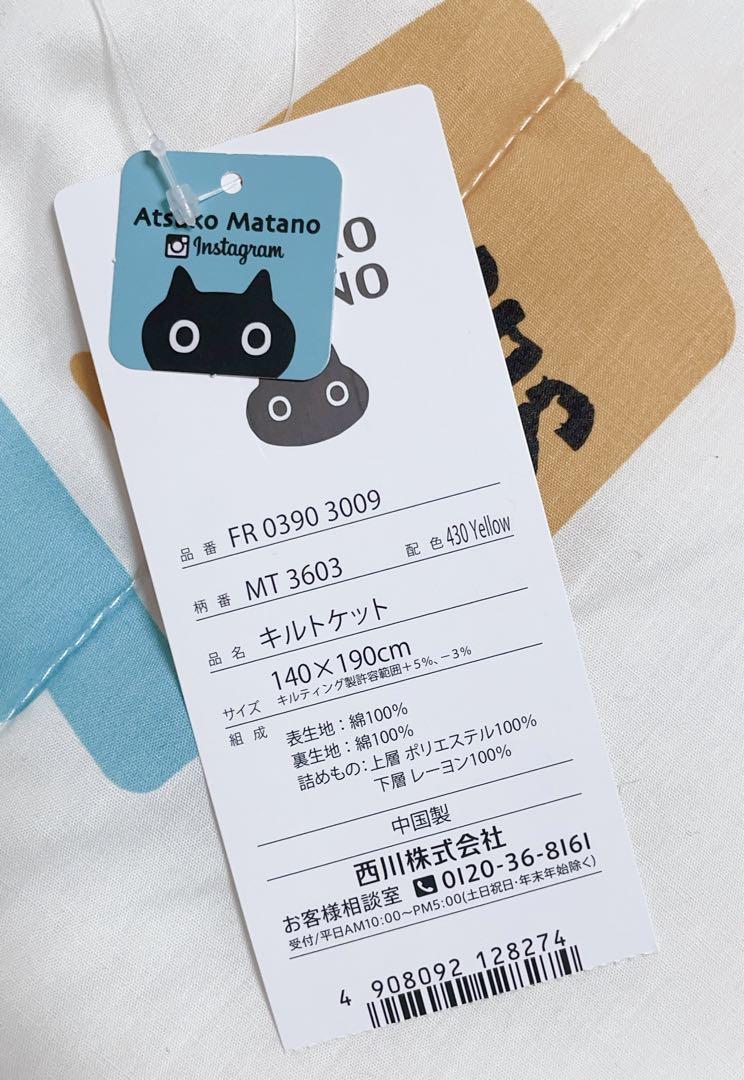 Atsuko Matano
Instagram
KO
NO
品番 FR 0390 3009
柄番 MT 3603 配色 430 Yellow
品名 キルトケット
サイズ 140×190cm
キルティング製許容範囲+5%、-3%
組成 表生地：綿100%
裏生地：綿100%
詰めもの：上層 ポリエステル100%
下層 レーヨン100%
中国製
西川株式会社
お客様相談室 0120-36-8161
受付/平日AM10:00～PM5:00(土日祝日・年末年始除く)
4 908092 128274